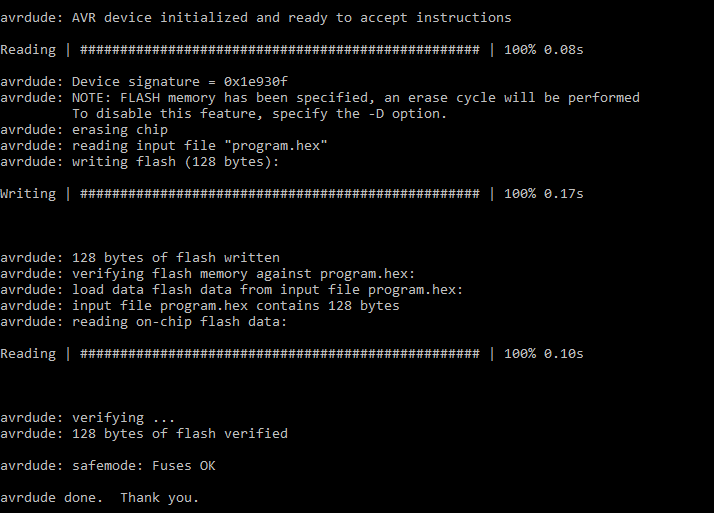 avrdude: AVR device initialized and ready to accept instructions
Reading | ################################################## | 100% 0.08s
avrdude: Device signature = 0x1e930f
avrdude: NOTE: FLASH memory has been specified, an erase cycle will be performed
         To disable this feature, specify the -D option.
avrdude: erasing chip
avrdude: reading input file "program.hex"
avrdude: writing flash (128 bytes):
Writing | ################################################## | 100% 0.17s
avrdude: 128 bytes of flash written
avrdude: verifying flash memory against program.hex:
avrdude: load data flash data from input file program.hex:
avrdude: input file program.hex contains 128 bytes
avrdude: reading on-chip flash data:
Reading | ################################################## | 100% 0.10s
avrdude: verifying ...
avrdude: 128 bytes of flash verified
avrdude: safemode: Fuses OK
avrdude done.  Thank you.